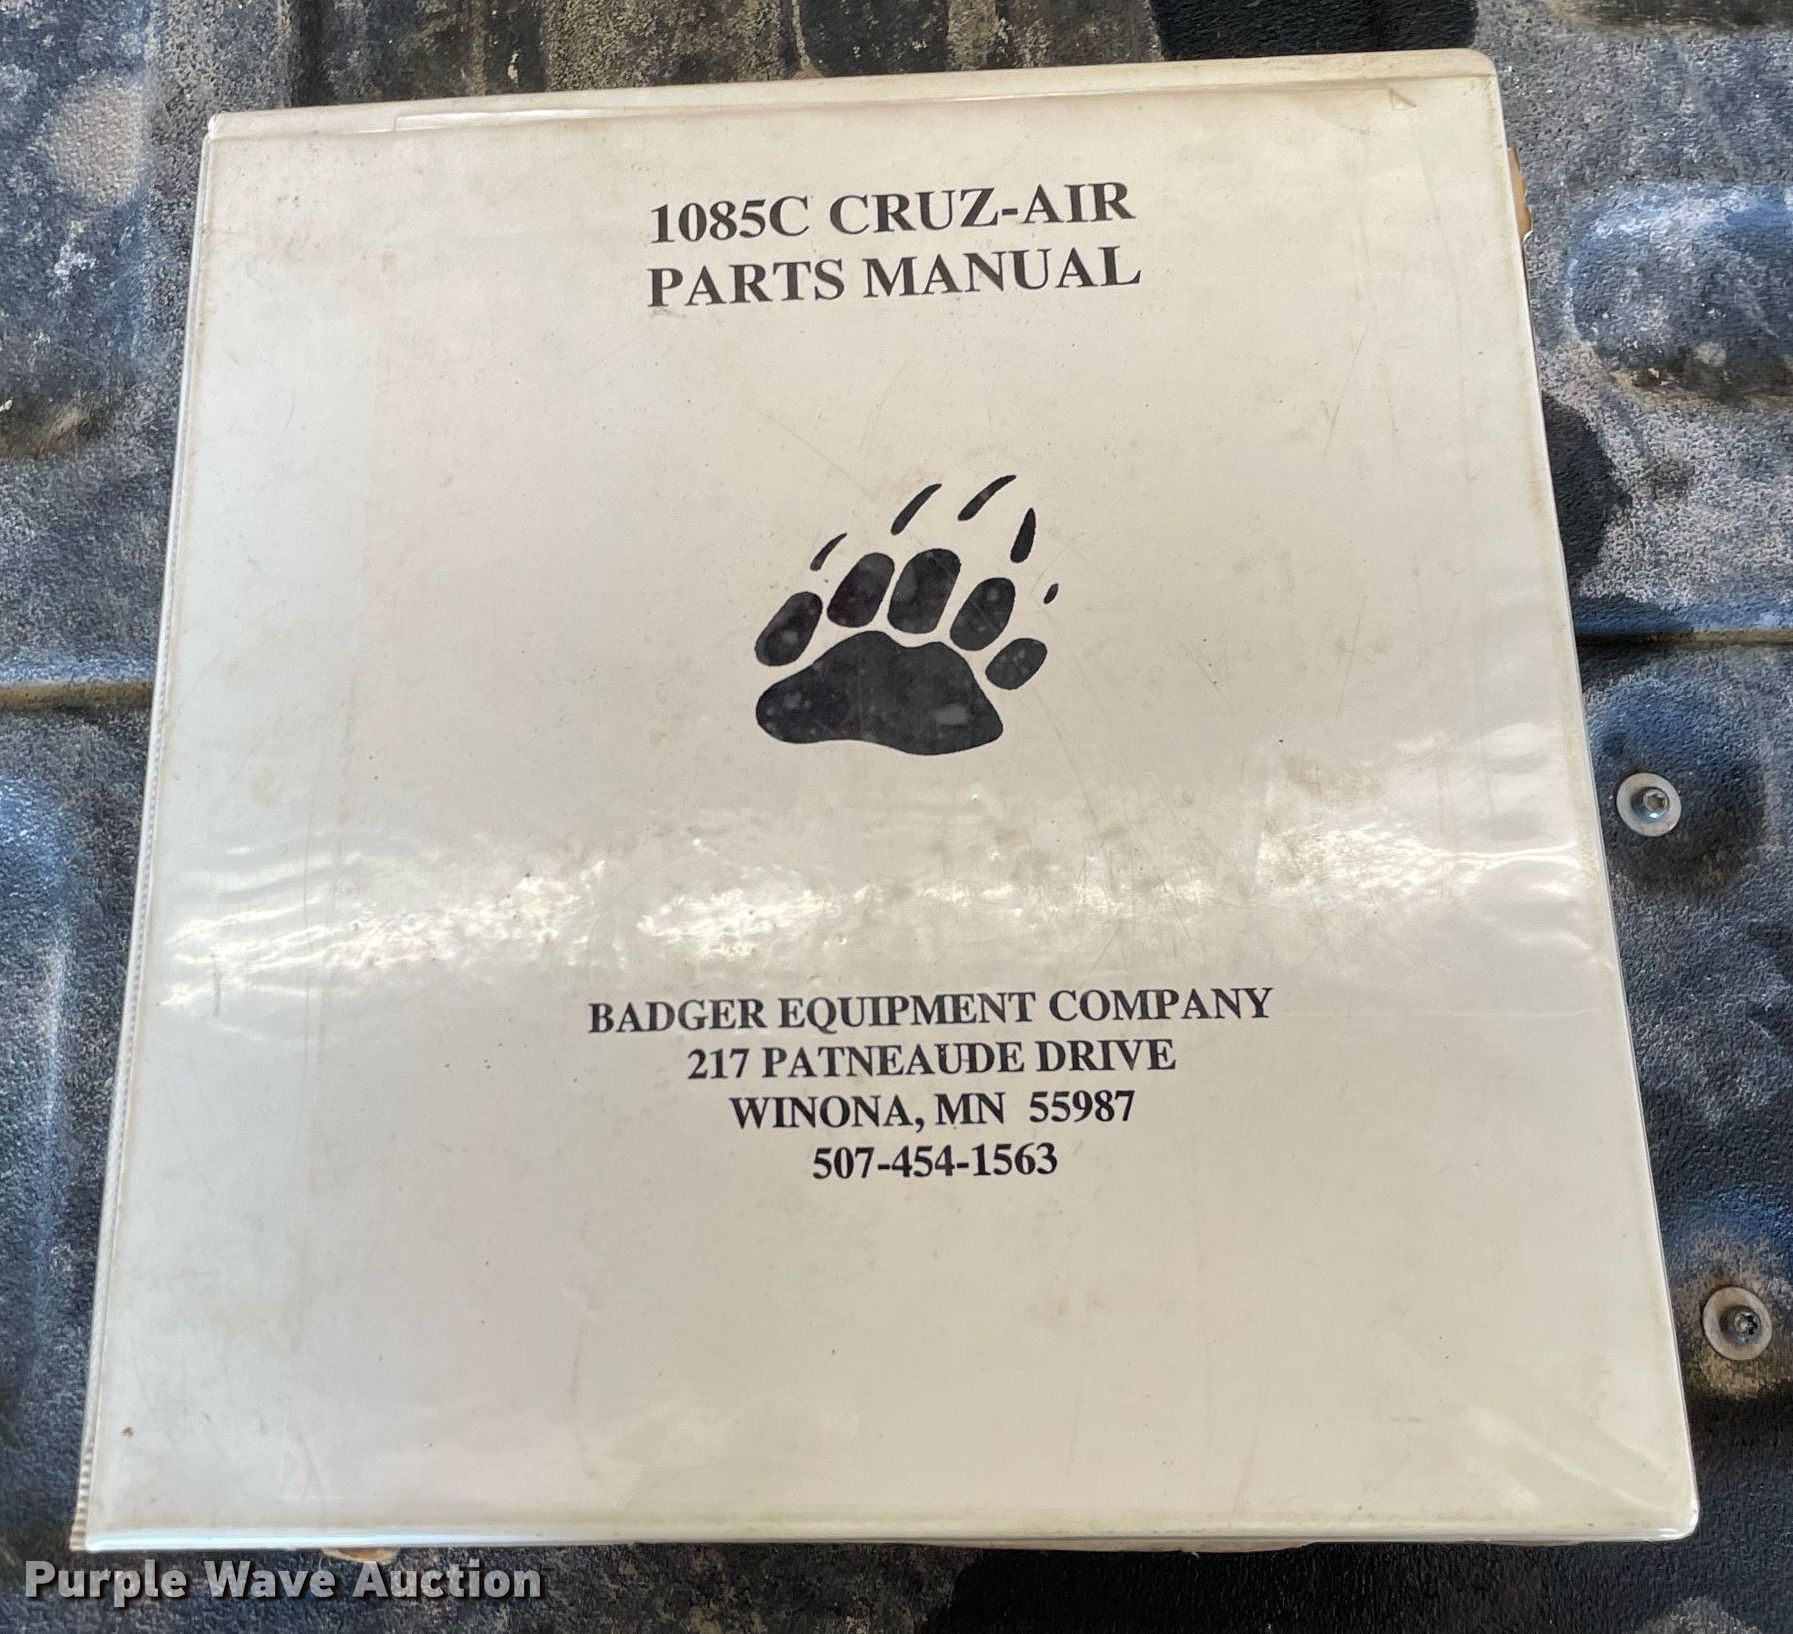 1085C CRUZ-AIR
PARTS MANUAL
BADGER EQUIPMENT COMPANY
217 PATNEAUDE DRIVE
WINONA, MN 55987
507-454-1563
Purple Wave Auction